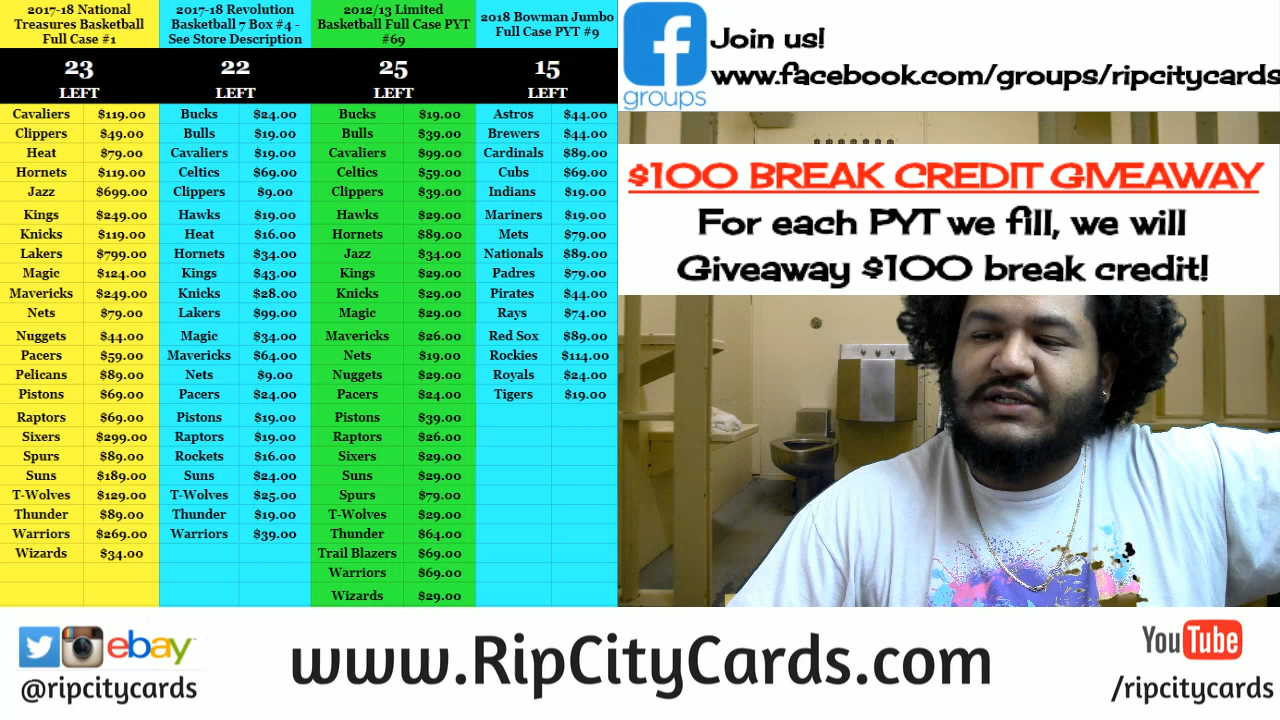 2017-18 National
Treasures Basketball
Full Case #1
23
LEFT
Cavaliers $119.00
Clippers $49.00
Heat $79.00
Hornets $119.00
Jazz $699.00
Kings $249.00
Knicks $119.00
Lakers $799.00
Magic $124.00
Mavericks $249.00
Nets $79.00
Nuggets $44.00
Pacers $59.00
Pelicans $89.00
Pistons $69.00
Raptors $69.00
Sixers $299.00
Spurs $89.00
Suns $189.00
T-Wolves $129.00
Thunder $89.00
Warriors $269.00
Wizards $34.00
2017-18 Revolution
Basketball 7 Box #4 -
See Store Description
22
LEFT
Bucks $24.00
Bulls $19.00
Cavaliers $19.00
Celtics $69.00
Clippers $9.00
Hawks $19.00
Heat $16.00
Hornets $34.00
Kings $43.00
Knicks $28.00
Lakers $99.00
Magic $34.00
Mavericks $64.00
Nets $9.00
Pacers $24.00
Pistons $19.00
Raptors $19.00
Rockets $16.00
Suns $24.00
T-Wolves $25.00
Thunder $19.00
Warriors $39.00
2012/13 Limited
Basketball Full Case PYT
#69
25
LEFT
Bucks $19.00
Bulls $39.00
Cavaliers $99.00
Celtics $59.00
Clippers $39.00
Hawks $29.00
Hornets $89.00
Jazz $34.00
Kings $29.00
Knicks $29.00
Magic $29.00
Mavericks $26.00
Nets $19.00
Nuggets $29.00
Pacers $24.00
Pistons $39.00
Raptors $26.00
Sixers $29.00
Suns $29.00
Spurs $79.00
T-Wolves $29.00
Thunder $64.00
Trail Blazers $69.00
Warriors $69.00
Wizards $29.00
2018 Bowman Jumbo
Full Case PYT #9
15
LEFT
Astros $44.00
Brewers $44.00
Cardinals $89.00
Cubs $69.00
Indians $19.00
Mariners $19.00
Mets $79.00
Nationals $89.00
Padres $79.00
Pirates $44.00
Rays $74.00
Red Sox $89.00
Rockies $114.00
Royals $24.00
Tigers $19.00
f
groups
Join us!
www.facebook.com/groups/ripcitycards
$100 BREAK CREDIT GIVEAWAY
For each PYT we fill, we will
Giveaway $100 break credit!
ebay
@ripcitycards
www.RipCityCards.com
YouTube
/ripcitycards